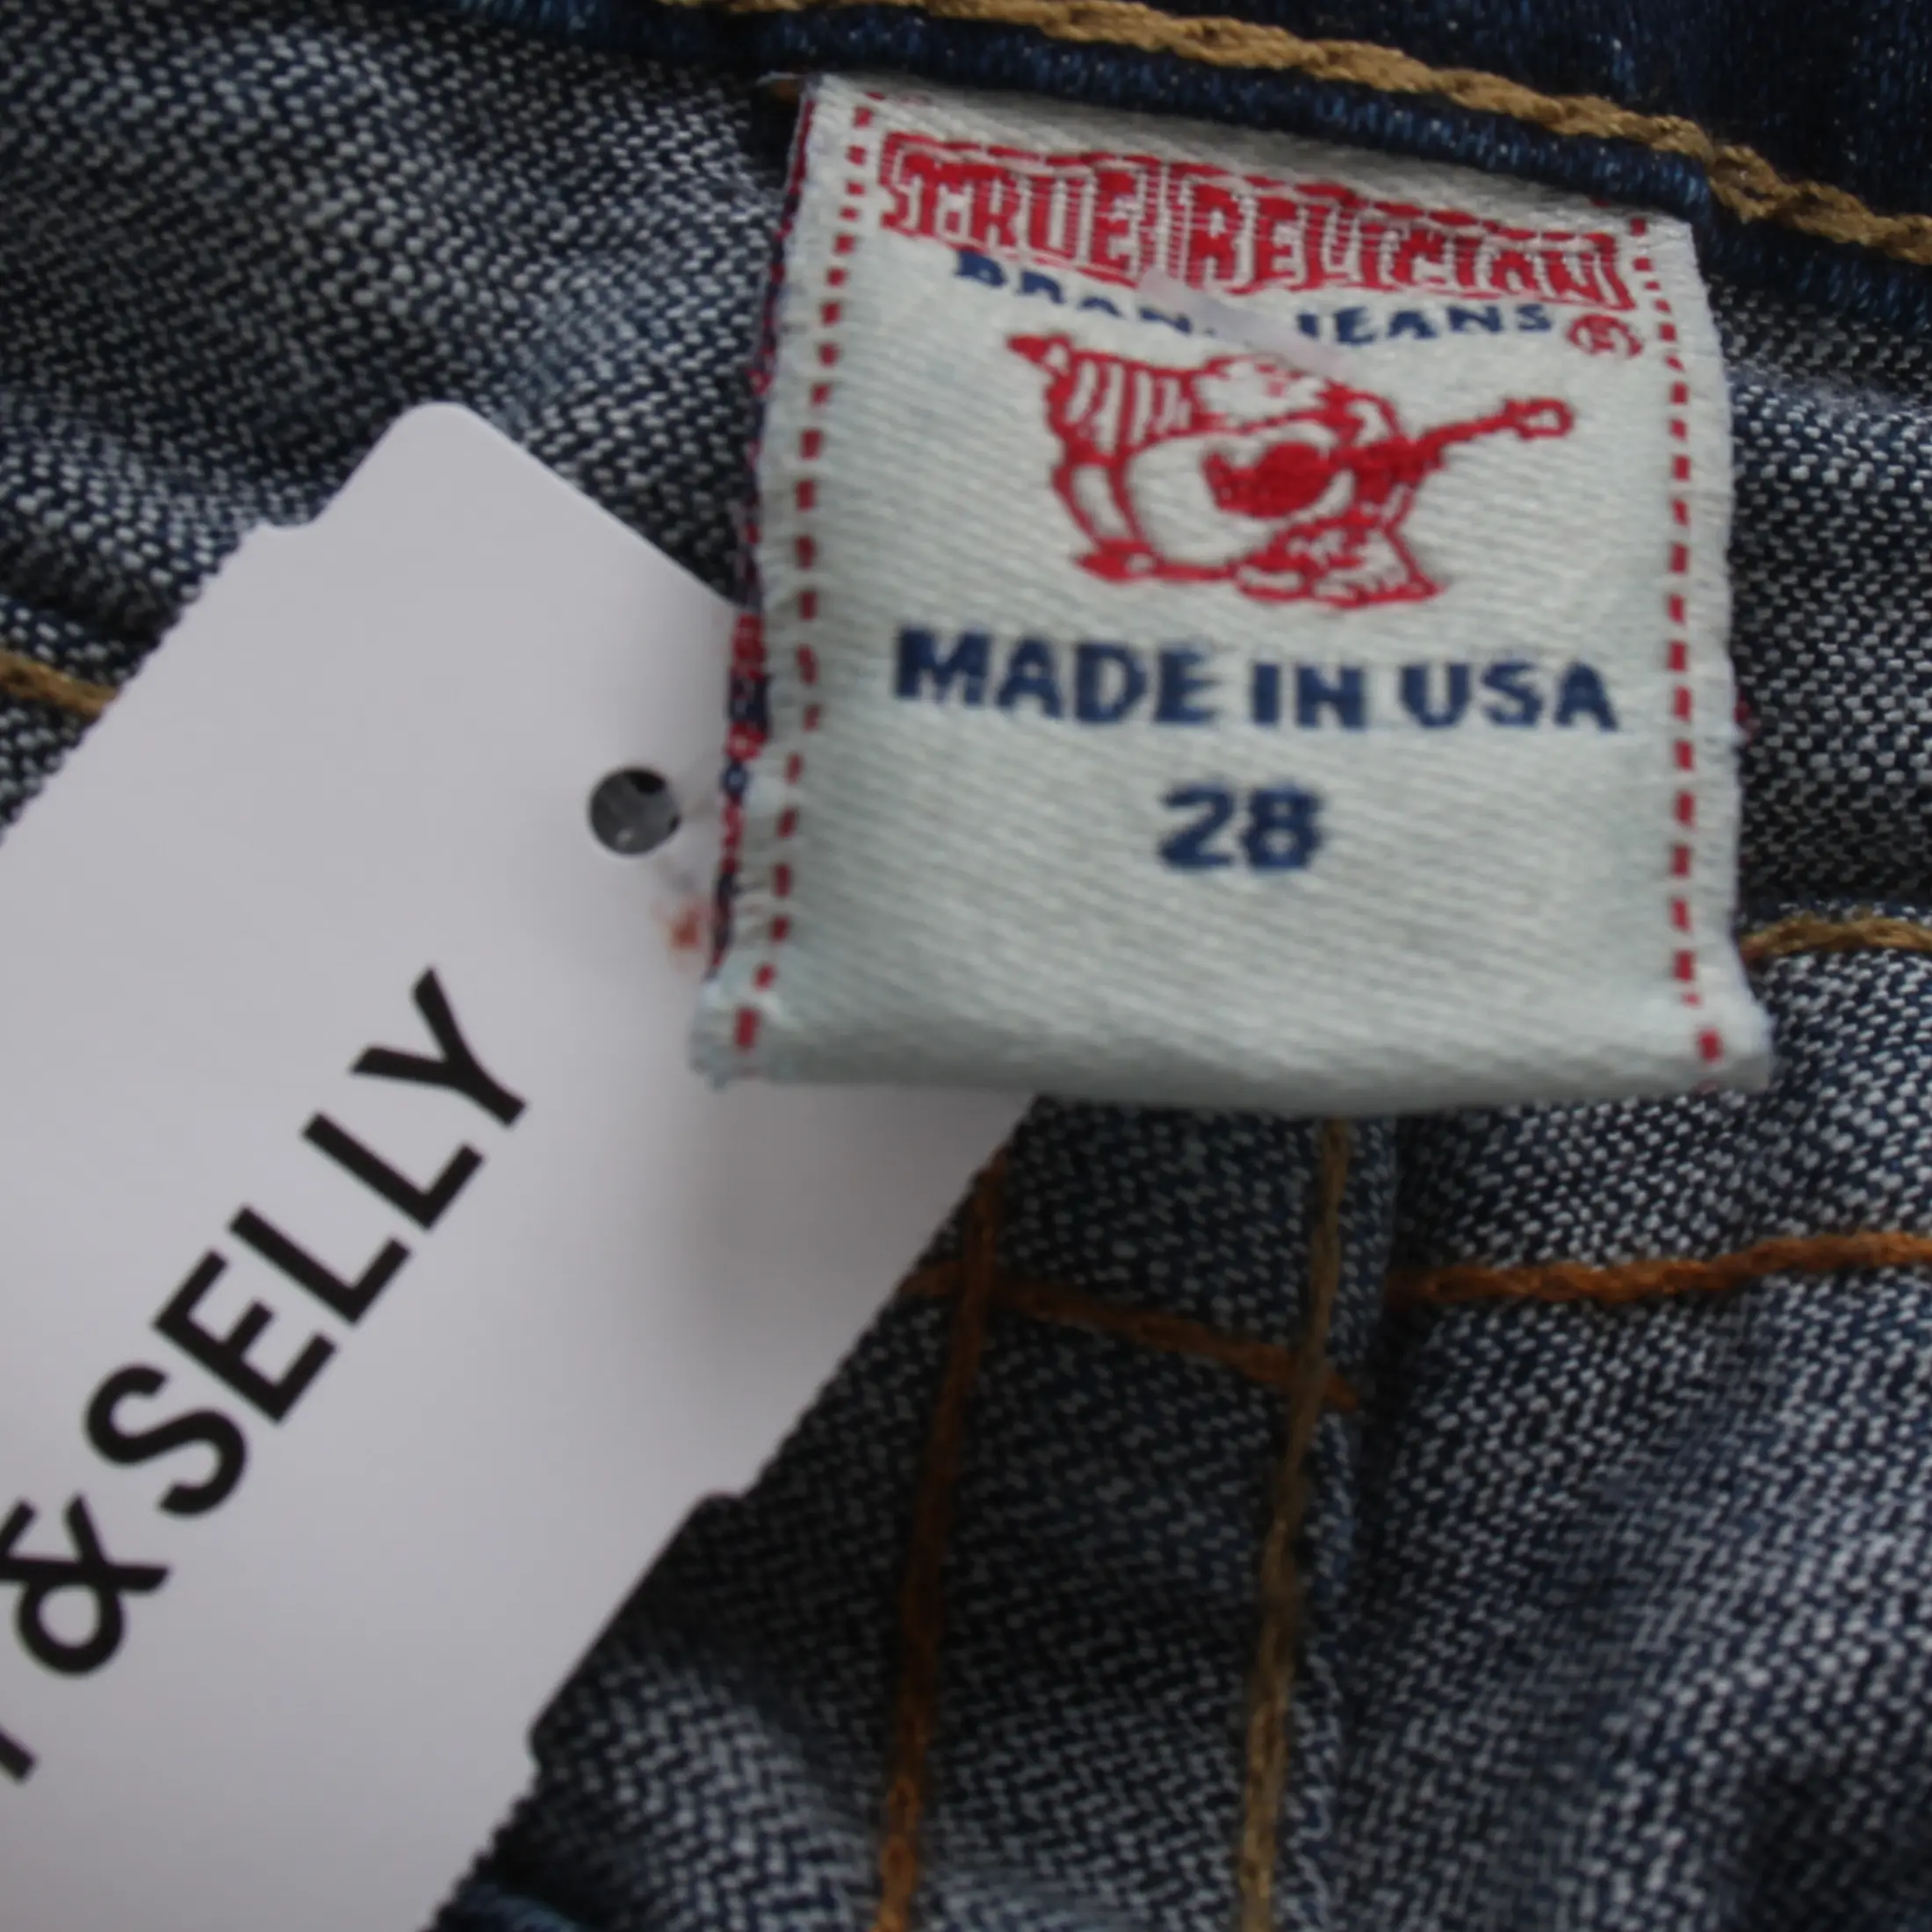 TRUE RELIGION
BRAND JEANS
MADE IN USA
28
& SELLY